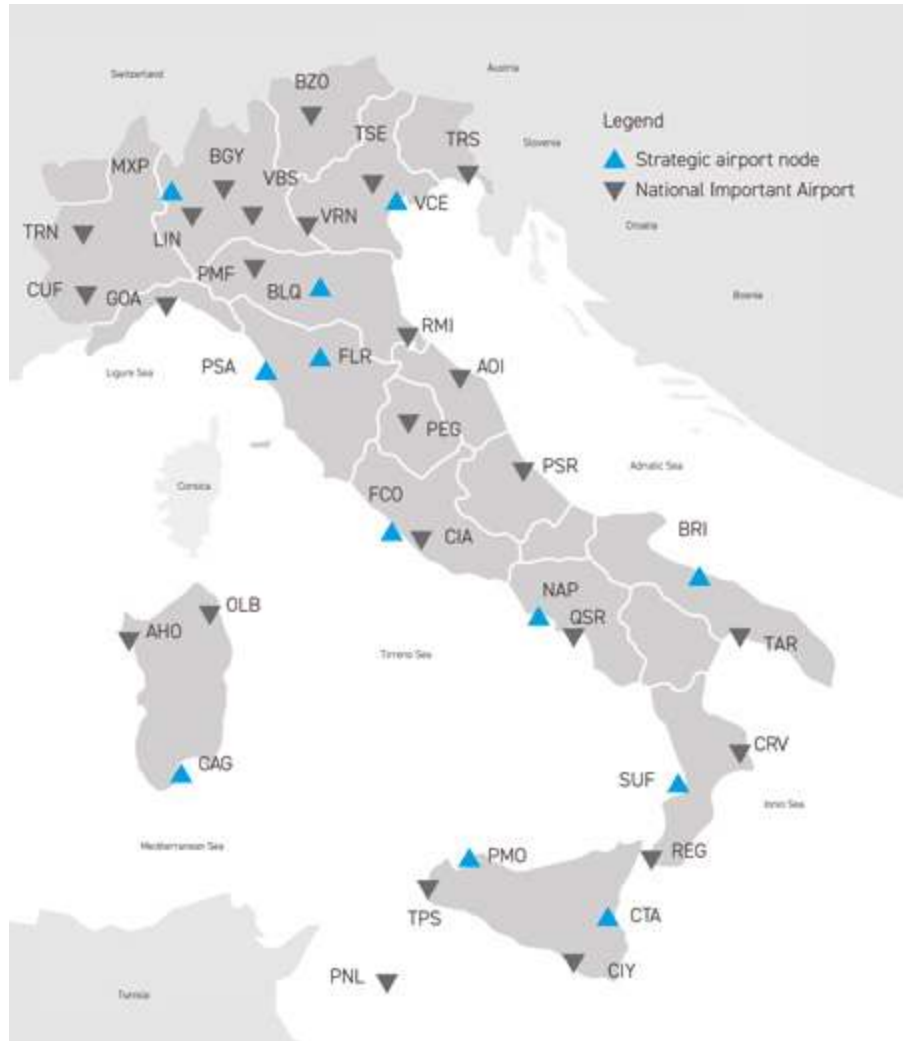 Switzerland
Austria
BZO
TSE
TRS
Slovenia
Legend
Strategic airport node
National Important Airport
MXP
BGY
VBS
VCE
TRN
LIN
VRN
Croatia
CUF
GOA
PMF
BLQ
Bosnia
RMI
Ligure Sea
PSA
FLR
AOI
PEG
PSR
Adriatic Sea
Corsica
FCO
CIA
BRI
NAP
QSR
OLB
AHO
Tirreno Sea
TAR
CAG
CRV
SUF
Ionio Sea
Mediterranean Sea
PMO
REG
TPS
CTA
CIY
PNL
Tunisia